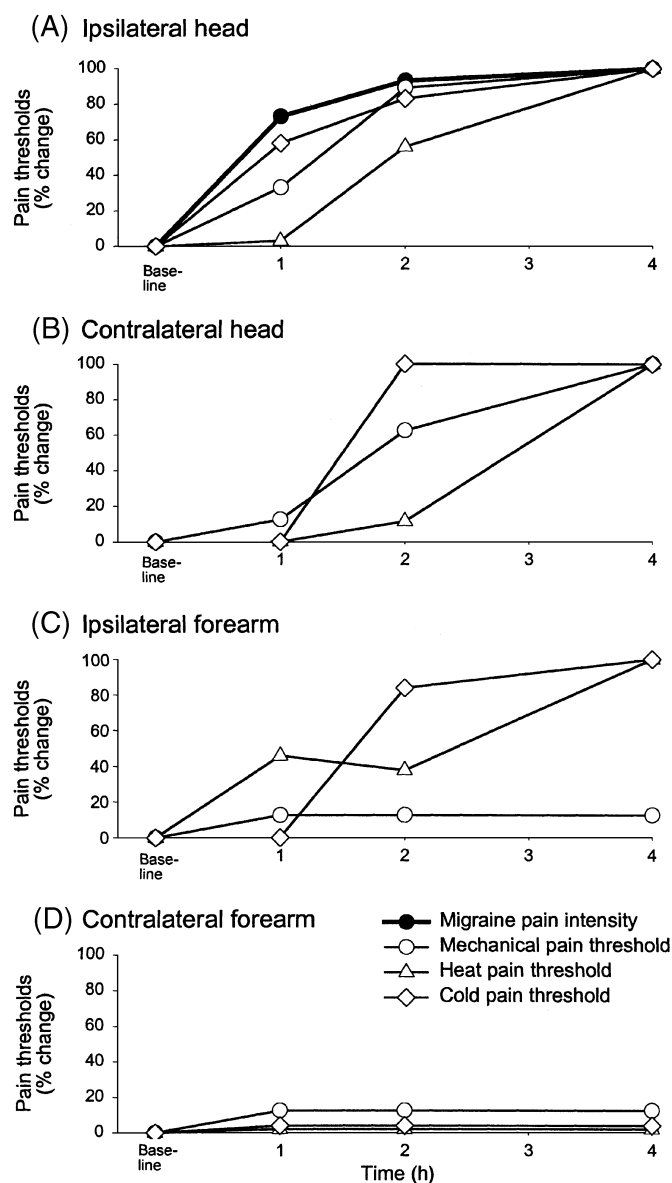 (A) Ipsilateral head
Pain thresholds
(% change)
100
80
60
40
20
0
Base-
line
1
2
3
4
(B) Contralateral head
Pain thresholds
(% change)
100
80
60
40
20
0
Base-
line
1
2
3
4
(C) Ipsilateral forearm
Pain thresholds
(% change)
100
80
60
40
20
0
Base-
line
1
2
3
4
(D) Contralateral forearm
Migraine pain intensity
Mechanical pain threshold
Heat pain threshold
Cold pain threshold
Pain thresholds
(% change)
100
80
60
40
20
0
Base-
line
1
2
3
4
Time (h)